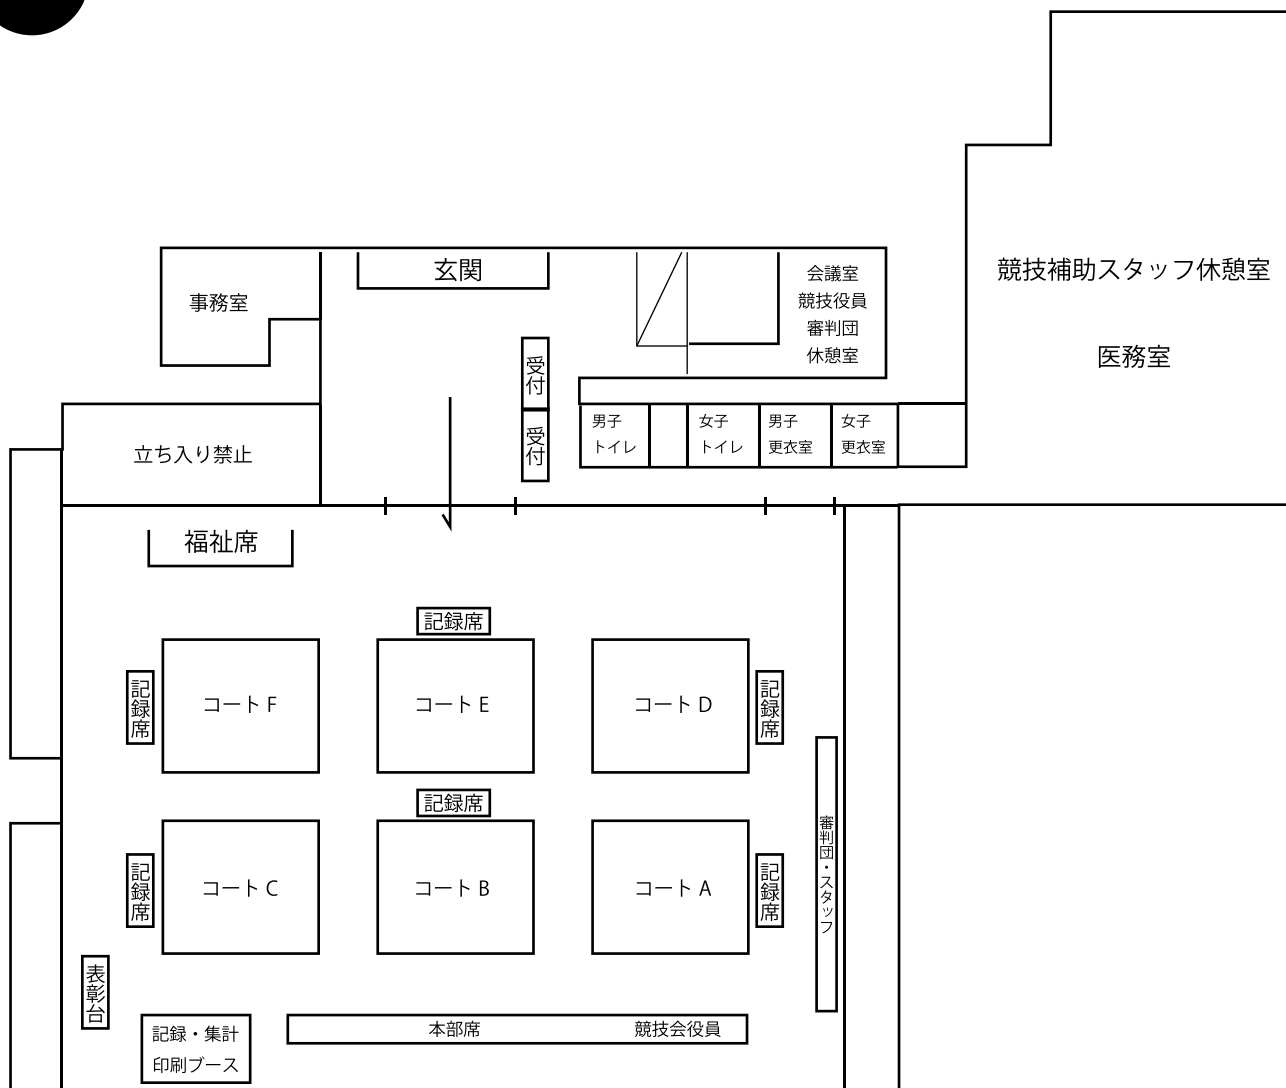 競技補助スタッフ休憩室
医務室
玄関
事務室
会議室
競技役員
審判団
休憩室
受付
受付
男子
トイレ
女子
トイレ
男子
更衣室
女子
更衣室
立ち入り禁止
福祉席
記録席
記録席
コート F
コート E
コート D
記録席
記録席
記録席
コート C
コート B
コート A
記録席
審判団・スタッフ
表彰台
記録・集計
印刷ブース
本部席
競技会役員